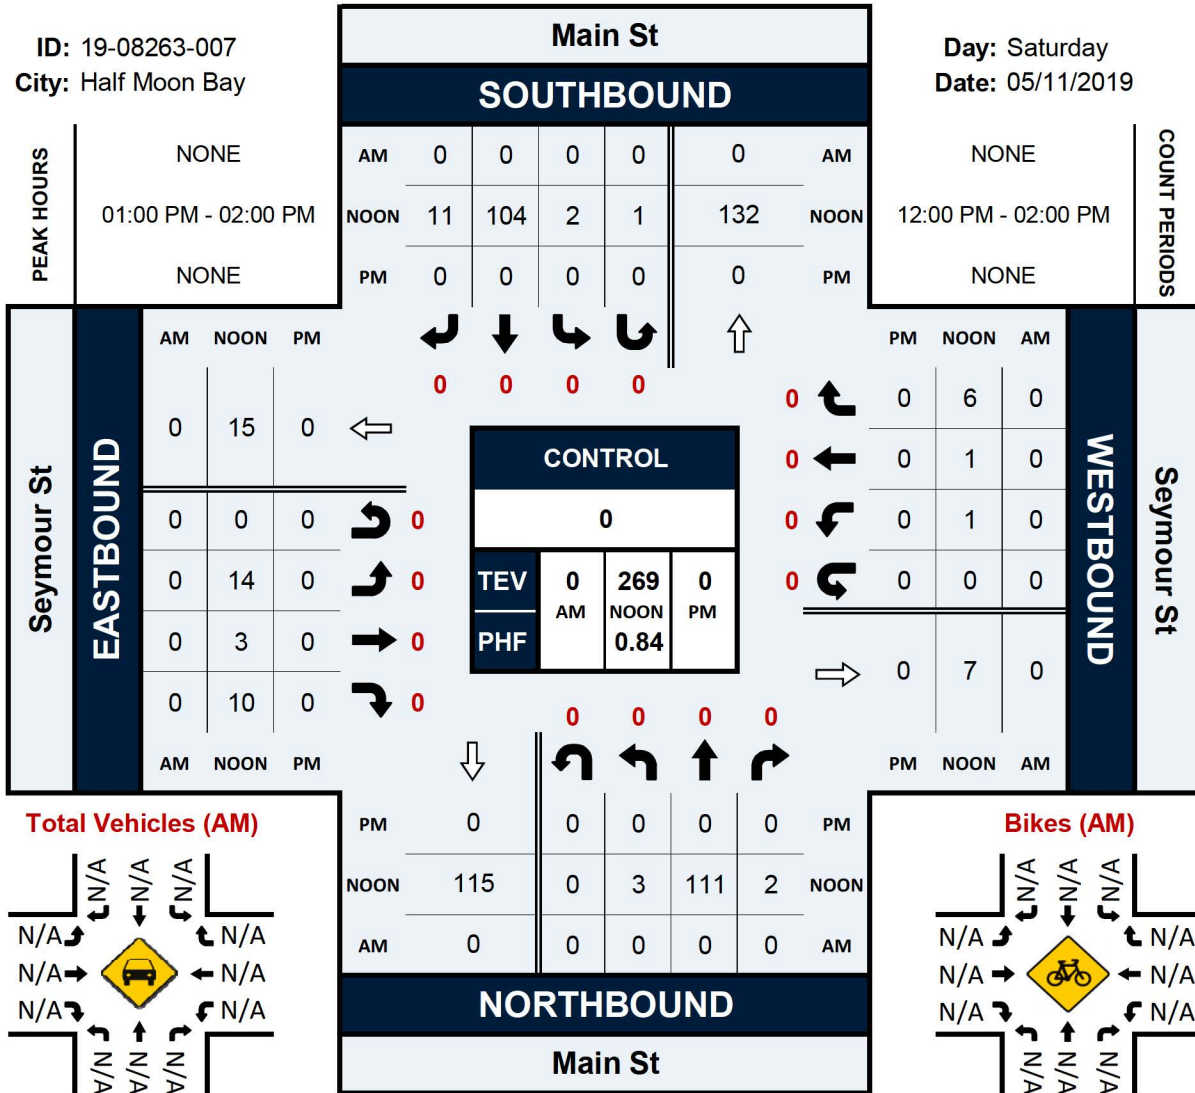 Main St
ID: 19-08263-007
City: Half Moon Bay
Day: Saturday
Date: 05/11/2019
SOUTHBOUND
PEAK HOURS
NONE
01:00 PM - 02:00 PM
NONE
AM 0 0 0 0 0 AM
NOON 11 104 2 1 132 NOON
PM 0 0 0 0 0 PM
NONE
12:00 PM - 02:00 PM
NONE
COUNT PERIODS
0 0 0 0
Seymour St
EASTBOUND
AM NOON PM
0 15 0
0 0 0 0
0 14 0 0
0 3 0 0
0 10 0 0
AM NOON PM
CONTROL
0
TEV 0 269 0
AM NOON PM
PHF 0.84
PM NOON AM
0 0 6 0
0 0 1 0
0 0 1 0
0 0 0 0
0 7 0
PM NOON AM
WESTBOUND
Seymour St
0 0 0 0
PM 0 0 0 0 0 PM
NOON 115 0 3 111 2 NOON
AM 0 0 0 0 0 AM
NORTHBOUND
Main St
Total Vehicles (AM)
N/A N/A N/A
N/A N/A
N/A N/A
N/A N/A
N/A N/A N/A
Bikes (AM)
N/A N/A N/A
N/A N/A
N/A N/A
N/A N/A
N/A N/A N/A